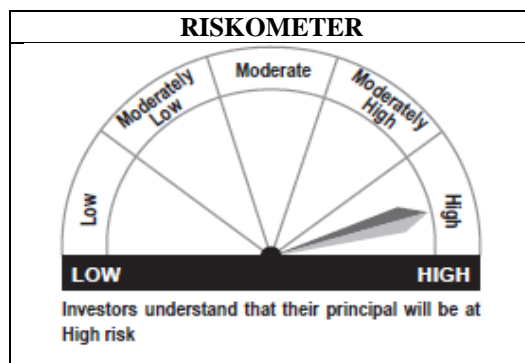 RISKOMETER
Moderate
Moderately
Low
Moderately
High
Low
High
LOW HIGH
Investors understand that their principal will be at
High risk